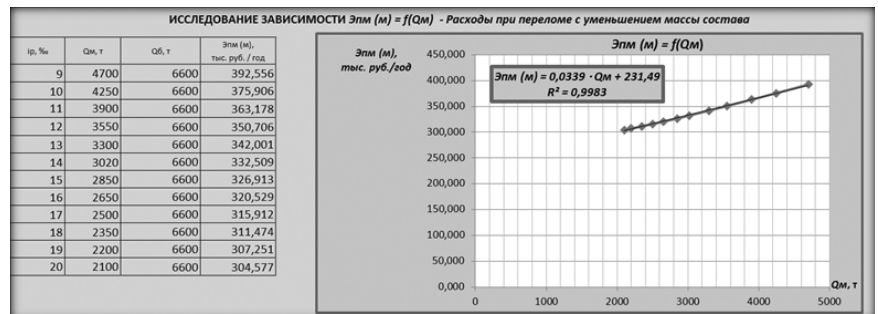 ИССЛЕДОВАНИЕ ЗАВИСИМОСТИ Эпм (м) = f(Qм) - Расходы при переломе с уменьшением массы состава
iр, ‰ Qм, т Qб, т Эпм (м), тыс. руб. / год
9 4700 6600 392,556
10 4250 6600 375,906
11 3900 6600 363,178
12 3550 6600 350,706
13 3300 6600 342,001
14 3020 6600 332,509
15 2850 6600 326,913
16 2650 6600 320,529
17 2500 6600 315,912
18 2350 6600 311,474
19 2200 6600 307,251
20 2100 6600 304,577
Эпм (м),
тыс. руб./год
Эпм (м) = f(Qм)
Эпм (м) = 0,0339 · Qм + 231,49
R² = 0,9983
450,000
400,000
350,000
300,000
250,000
200,000
150,000
100,000
50,000
0,000
Qм, т
0 1000 2000 3000 4000 5000